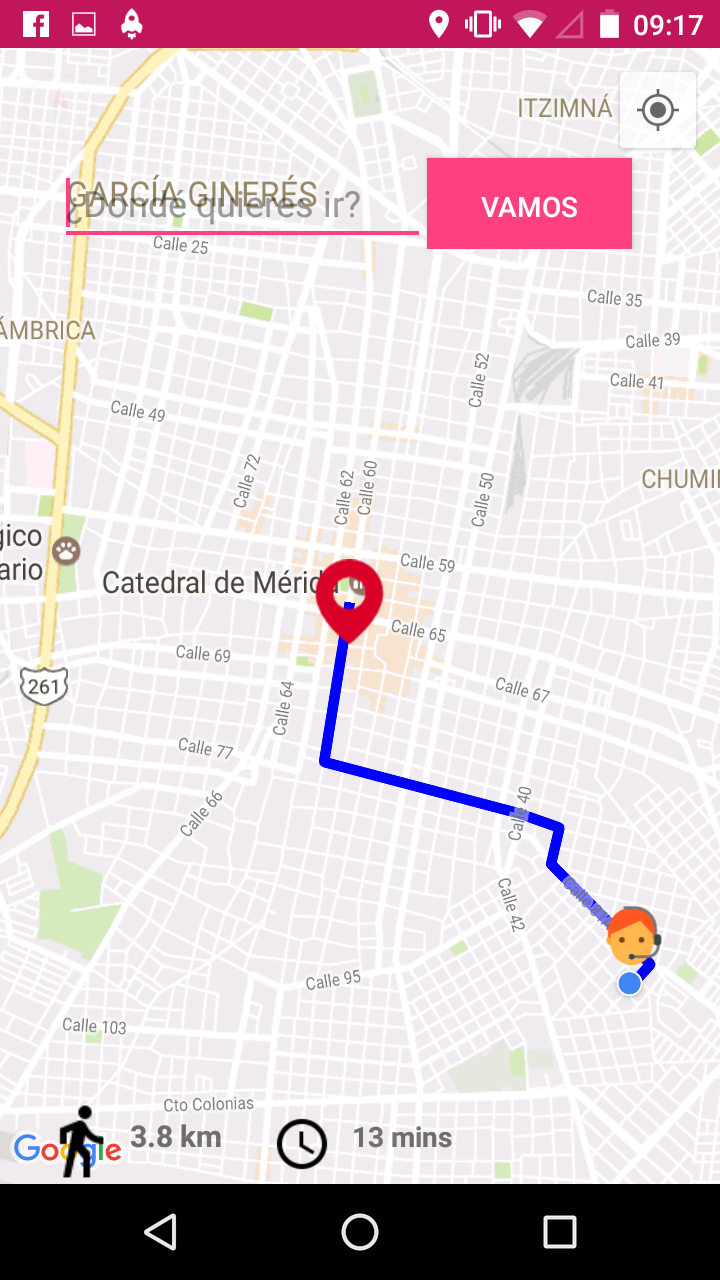 09:17
ITZIMNÁ
GARCÍA GINERÉS
¿Donde quieres ir?
VAMOS
Calle 25
Calle 35
ÁMBRICA
Calle 39
Calle 41
Calle 52
Calle 49
Calle 72
Calle 62
Calle 60
Calle 50
CHUMI
gico
ario
Calle 59
Catedral de Mérida
Calle 65
Calle 69
261
Calle 64
Calle 67
Calle 77
Calle 66
Calle 40
Calle 42
Calle 95
Calle 103
Cto Colonias
Google
3.8 km
13 mins